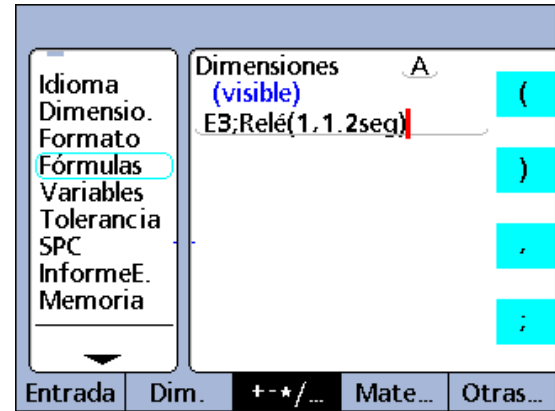 Idioma
Dimensio.
Formato
Fórmulas
Variables
Tolerancia
SPC
InformeE.
Memoria
Dimensiones A
(visible)
E3;Relé(1,1.2seg)
(
)
,
;
Entrada Dim. +-*/... Mate... Otras...